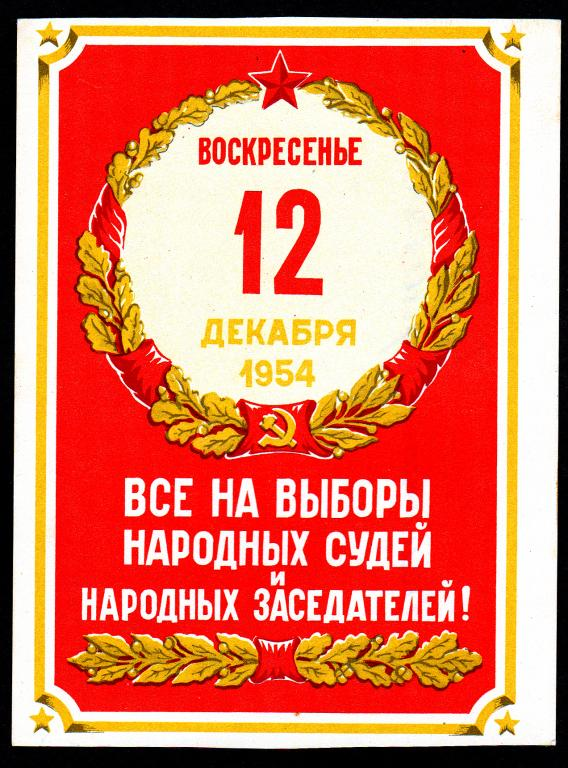 ВОСКРЕСЕНЬЕ
12
ДЕКАБРЯ
1954
ВСЕ НА ВЫБОРЫ
НАРОДНЫХ СУДЕЙ
И
НАРОДНЫХ ЗАСЕДАТЕЛЕЙ!